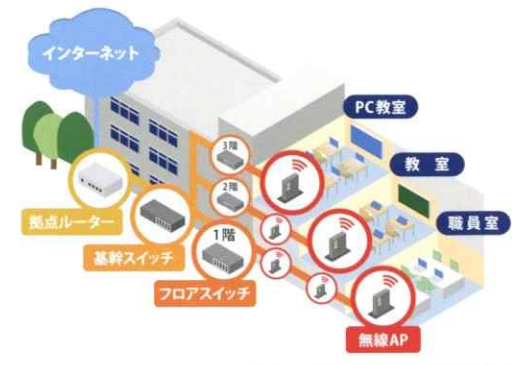 インターネット
PC教室
3階
教 室
2階
職員室
拠点ルーター
1階
基幹スイッチ
フロアスイッチ
無線AP